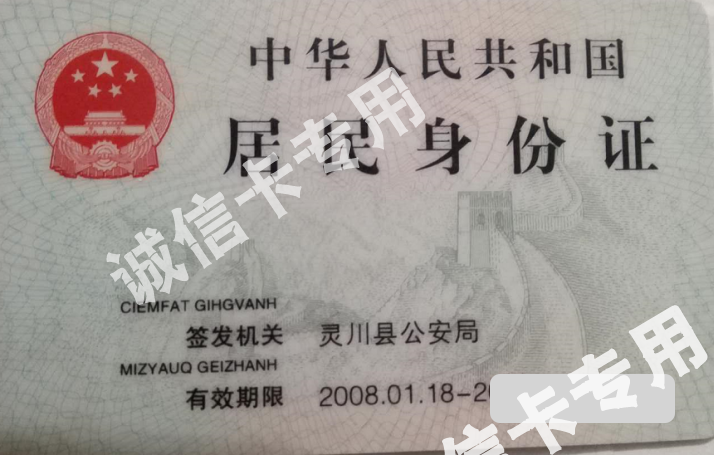 中华人民共和国
居民身份证
诚信卡专用
CIEMFAT GIHGVANH
签发机关 灵川县公安局
MIZYAUQ GEIZHANH
有效期限 2008.01.18-20
信卡专用